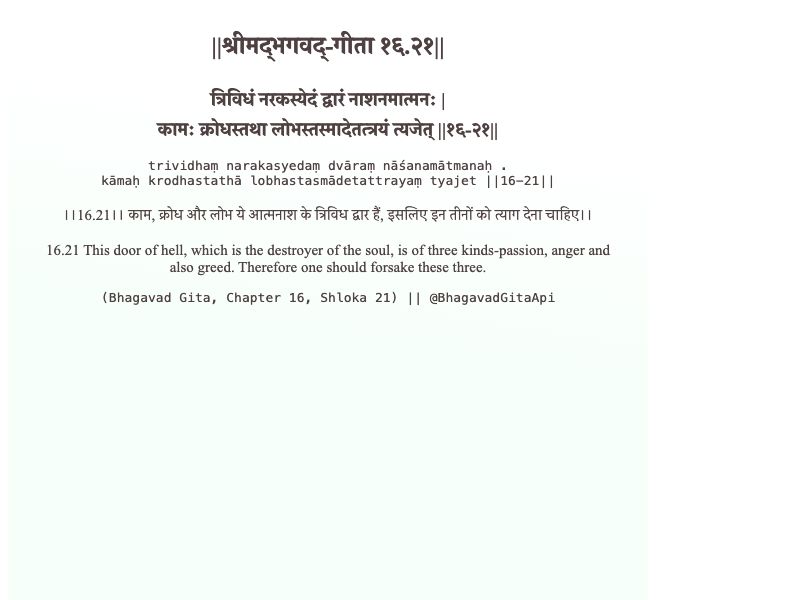 ||श्रीमद्‍भगवद्‍-गीता १६.२१||
त्रिविधं नरकस्येदं द्वारं नाशनमात्मनः |
कामः क्रोधस्तथा लोभस्तस्मादेतत्त्रयं त्यजेत् ||१६-२१||
trividhaṃ narakasyedaṃ dvāraṃ nāśanamātmanaḥ .
kāmaḥ krodhastathā lobhastasmādetattrayaṃ tyajet ||16-21||
।।16.21।। काम, क्रोध और लोभ ये आत्मनाश के त्रिविध द्वार हैं, इसलिए इन तीनों को त्याग देना चाहिए।।
16.21 This door of hell, which is the destroyer of the soul, is of three kinds-passion, anger and
also greed. Therefore one should forsake these three.
(Bhagavad Gita, Chapter 16, Shloka 21) || @BhagavadGitaApi